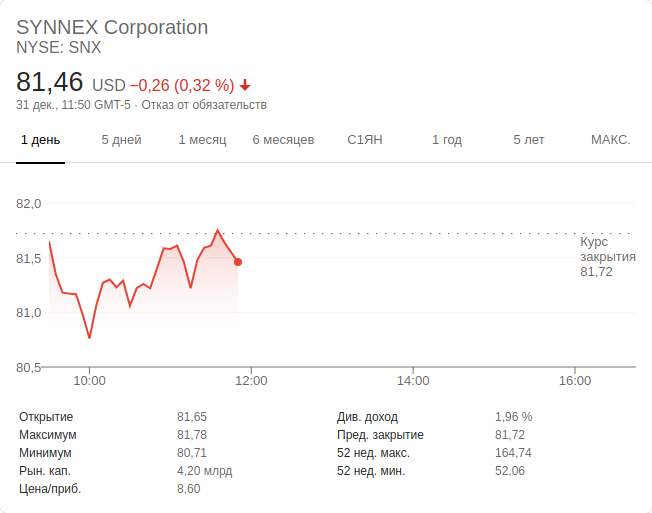 SYNNEX Corporation
NYSE: SNX
81,46 USD −0,26 (0,32 %)
31 дек., 11:50 GMT-5 · Отказ от обязательств
1 день 5 дней 1 месяц 6 месяцев С1ЯН 1 год 5 лет МАКС.
82,0
Курс
закрытия
81,5
81,72
81,0
80,5
10:00 12:00 14:00 16:00
Открытие 81,65 Див. доход 1,96 %
Максимум 81,78 Пред. закрытие 81,72
Минимум 80,71 52 нед. макс. 164,74
Рын. кап. 4,20 млрд 52 нед. мин. 52,06
Цена/приб. 8,60